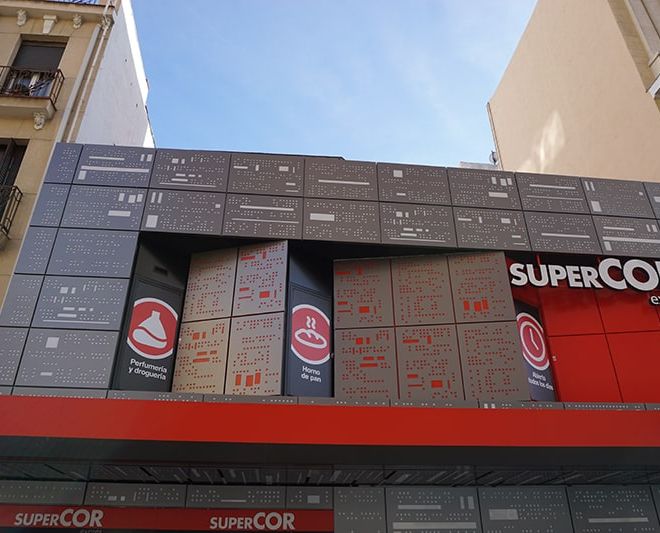 SUPERCOR
Perfumería
y droguería
Horno
de pan
Abierto
todos los días
SUPERCOR
SUPERCOR